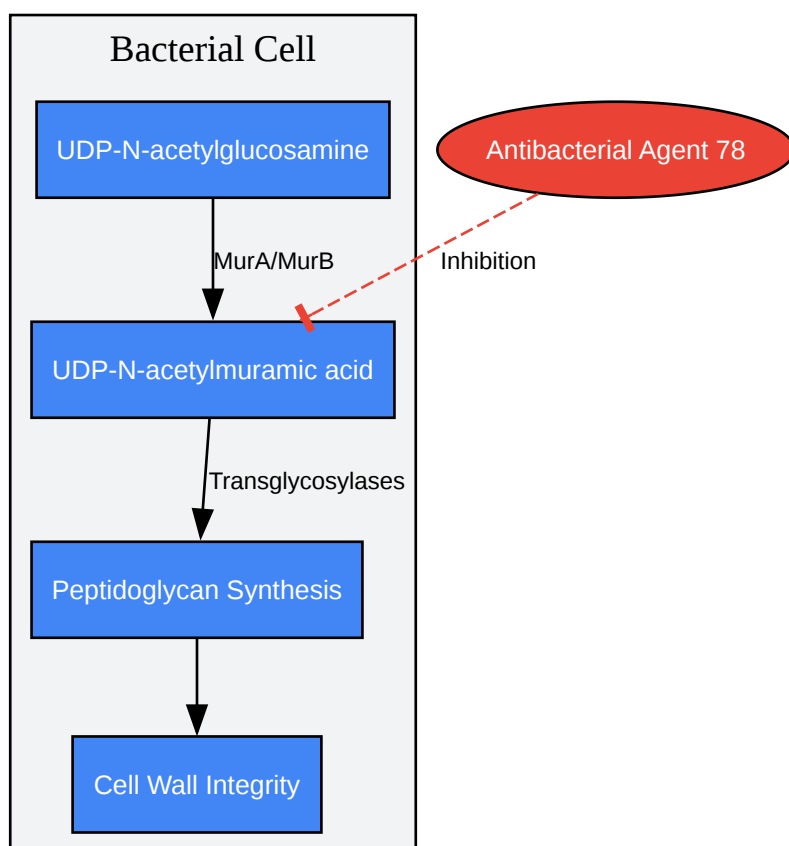 Bacterial Cell
UDP-N-acetylglucosamine
Antibacterial Agent 78
MurA/MurB
Inhibition
UDP-N-acetylmuramic acid
Transglycosylases
Peptidoglycan Synthesis
Cell Wall Integrity